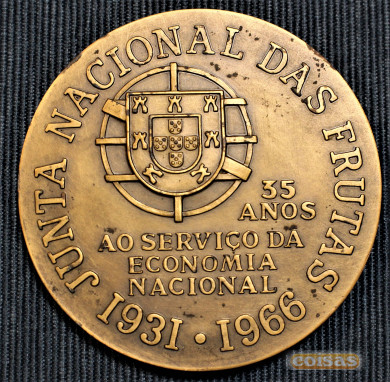 JUNTA NACIONAL DAS FRUTAS
35
ANOS
AO SERVIÇO DA
ECONOMIA
NACIONAL
1931 · 1966
coisas